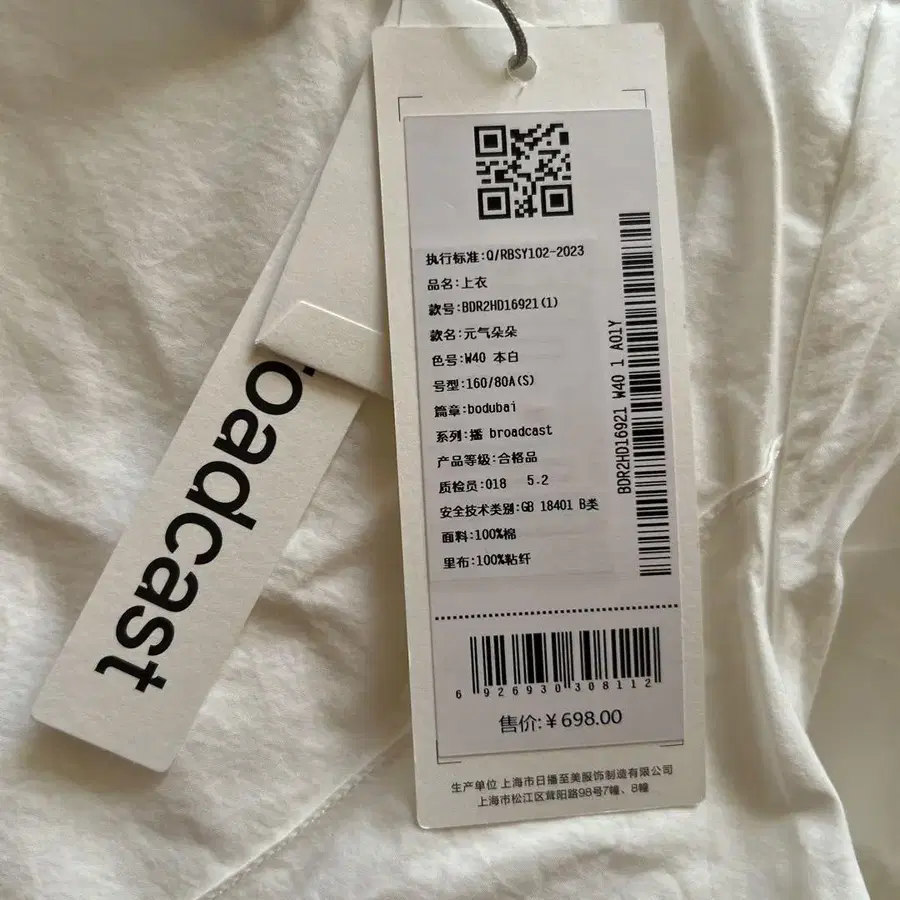 执行标准:Q/RBSY102-2023
品名:上衣
款号:BDR2HD16921(1)
款名:元气朵朵
色号:W40 本白
号型:160/80A(S)
篇章:bodubai
系列:播 broadcast
产品等级:合格品
质检员:018 5.2
安全技术类别:GB 18401 B类
面料:100%棉
里布:100%粘纤
BDR2HD16921 W40 1 A01Y
6 926930 308112
售价:¥698.00
生产单位 上海市日播至美服饰制造有限公司
上海市松江区茸阳路98号7幢、8幢
roadcast